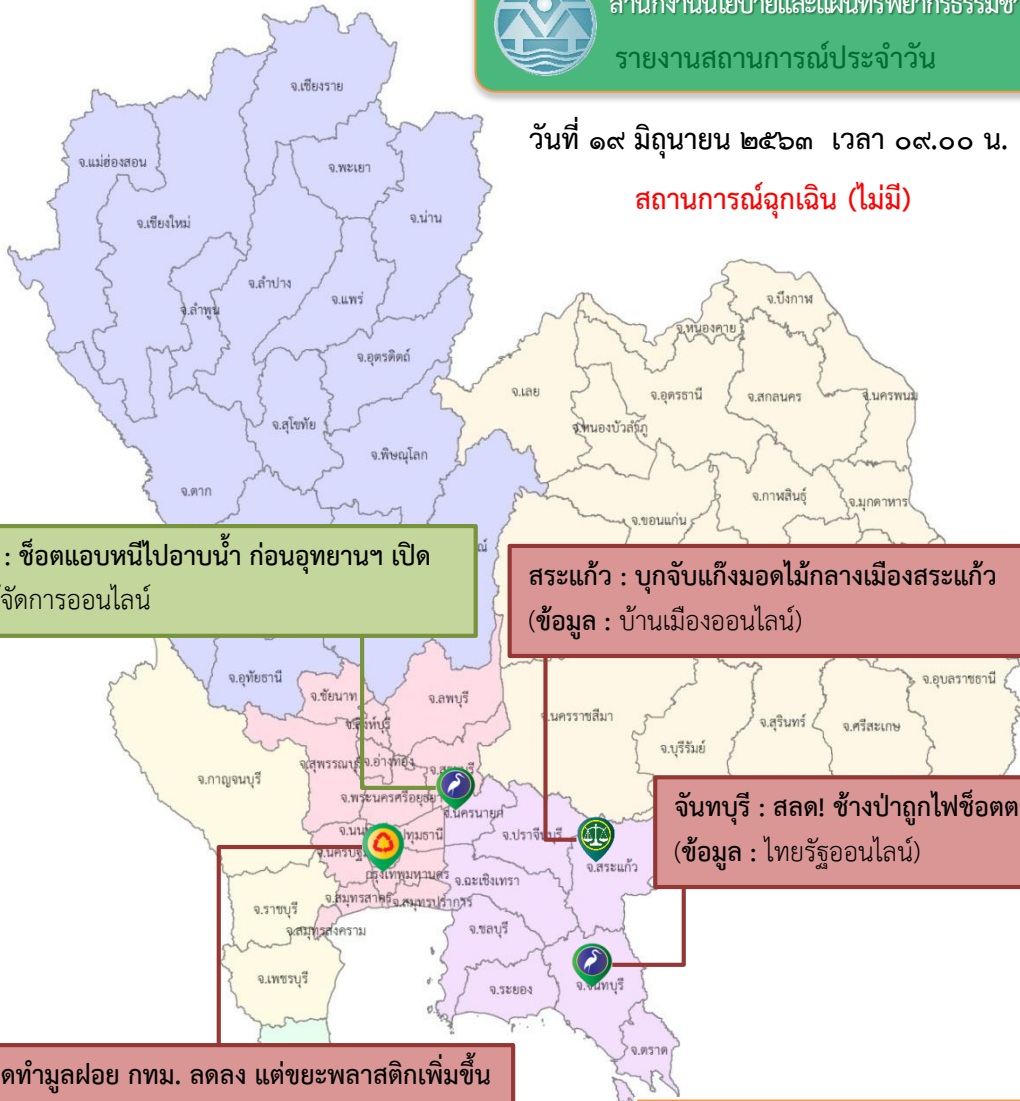 สำนักงานนโยบายและแผนทรัพยากรธรรมชา
รายงานสถานการณ์ประจำวัน
วันที่ ๑๙ มิถุนายน ๒๕๖๓ เวลา ๐๙.๐๐ น.
สถานการณ์ฉุกเฉิน (ไม่มี)
จ.เชียงราย
จ.แม่ฮ่องสอน
จ.พะเยา
จ.เชียงใหม่
จ.น่าน
จ.ลำปาง
จ.แพร่
จ.ลำพูน
จ.อุตรดิตถ์
จ.สุโขทัย
จ.พิษณุโลก
จ.ตาก
จ.บึงกาฬ
จ.หนองคาย
จ.เลย
จ.อุดรธานี
จ.สกลนคร
จ.นครพนม
จ.หนองบัวลำภู
จ.กาฬสินธุ์
จ.มุกดาหาร
จ.ขอนแก่น
: ช็อตแอบหนีไปอาบน้ำ ก่อนอุทยานฯ เปิด
จัดการออนไลน์
สระแก้ว : บุกจับแก๊งมอดไม้กลางเมืองสระแก้ว
(ข้อมูล : บ้านเมืองออนไลน์)
จ.อุทัยธานี
จ.ชัยนาท
จ.ลพบุรี
จ.สิงห์บุรี
จ.นครราชสีมา
จ.บุรีรัมย์
จ.สุรินทร์
จ.ศรีสะเกษ
จ.อุบลราชธานี
จ.กาญจนบุรี
จ.สุพรรณบุรี
จ.อ่างทอง
จ.พระนครศรีอยุธยา
จ.นครนายก
จ.ปราจีนบุรี
จ.สระแก้ว
กรุงเทพมหานคร
จ.ฉะเชิงเทรา
จ.สมุทรสาคร
จ.สมุทรปราการ
จ.ราชบุรี
จ.สมุทรสงคราม
จ.ชลบุรี
จ.เพชรบุรี
จ.ระยอง
จ.จันทบุรี
จ.ตราด
จันทบุรี : สลด! ช้างป่าถูกไฟช็อตต
(ข้อมูล : ไทยรัฐออนไลน์)
ดทำมูลฝอย กทม. ลดลง แต่ขยะพลาสติกเพิ่มขึ้น